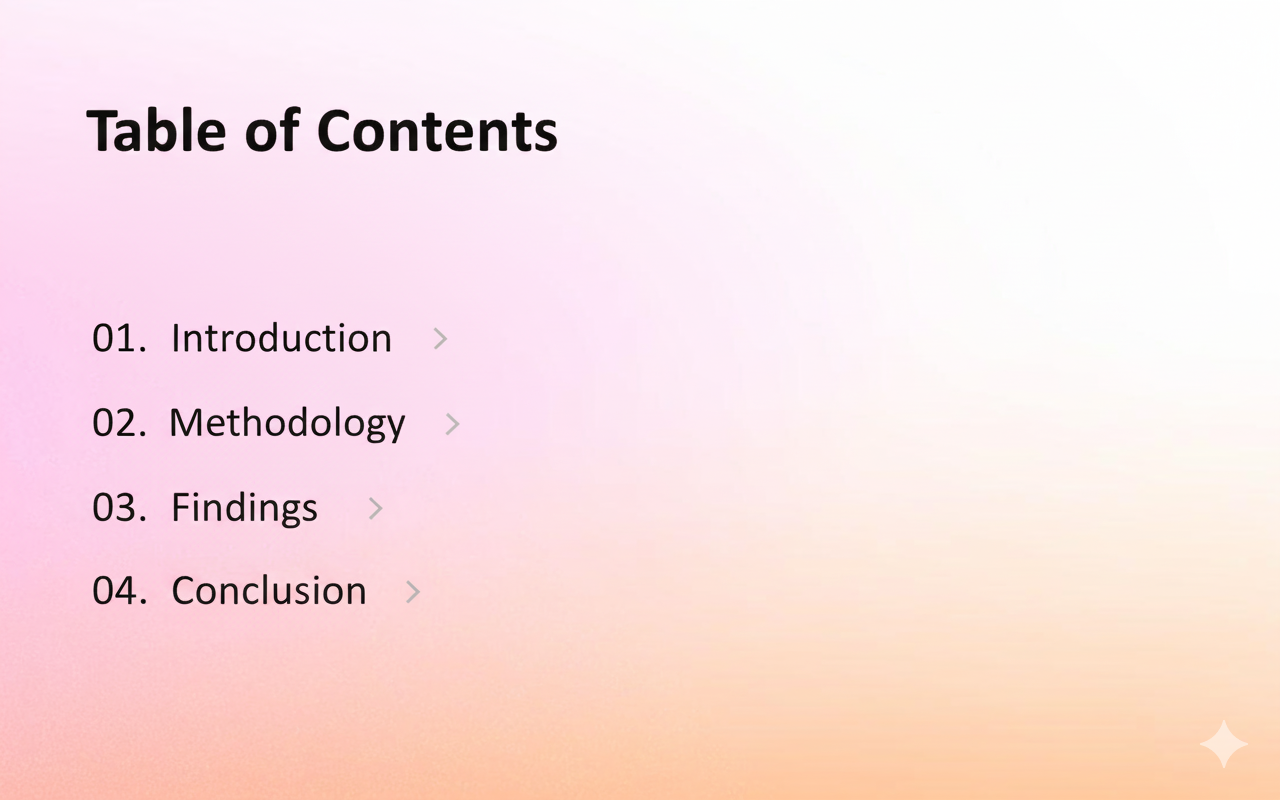 Table of Contents
01. Introduction >
02. Methodology >
03. Findings >
04. Conclusion >